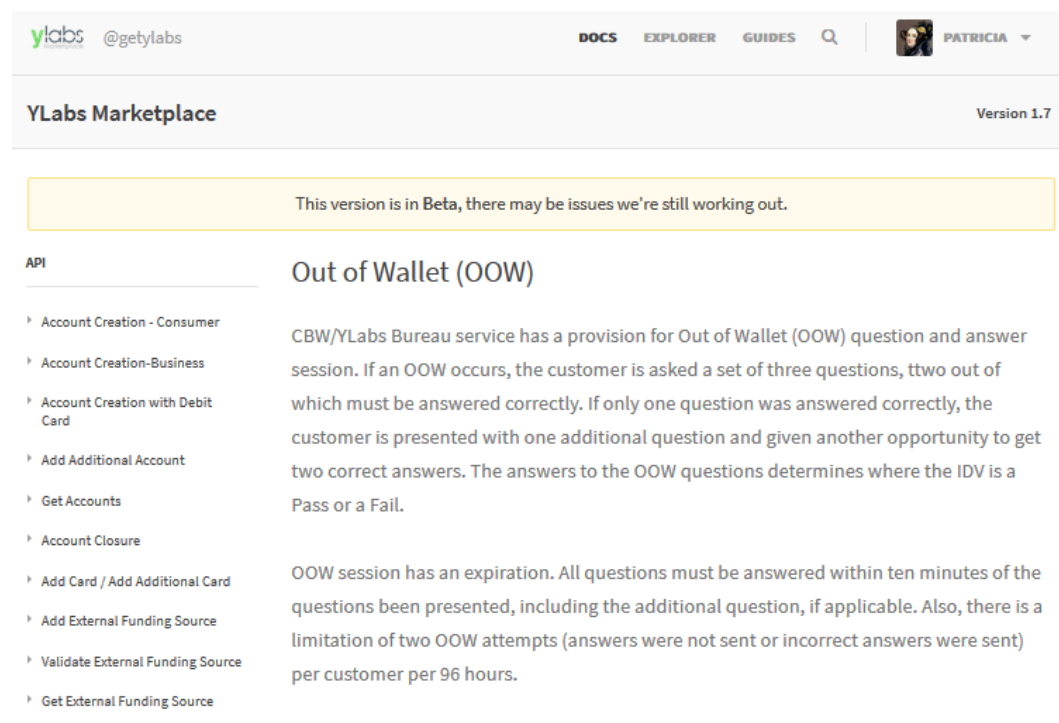 ylabs @getylabs DOCS EXPLORER GUIDES PATRICIA
YLabs Marketplace Version 1.7
This version is in Beta, there may be issues we're still working out.
API
Account Creation - Consumer
Account Creation-Business
Account Creation with Debit
Card
Add Additional Account
Get Accounts
Account Closure
Add Card / Add Additional Card
Add External Funding Source
Validate External Funding Source
Get External Funding Source
Out of Wallet (OOW)
CBW/YLabs Bureau service has a provision for Out of Wallet (OOW) question and answer
session. If an OOW occurs, the customer is asked a set of three questions, ttwo out of
which must be answered correctly. If only one question was answered correctly, the
customer is presented with one additional question and given another opportunity to get
two correct answers. The answers to the OOW questions determines where the IDV is a
Pass or a Fail.
OOW session has an expiration. All questions must be answered within ten minutes of the
questions been presented, including the additional question, if applicable. Also, there is a
limitation of two OOW attempts (answers were not sent or incorrect answers were sent)
per customer per 96 hours.